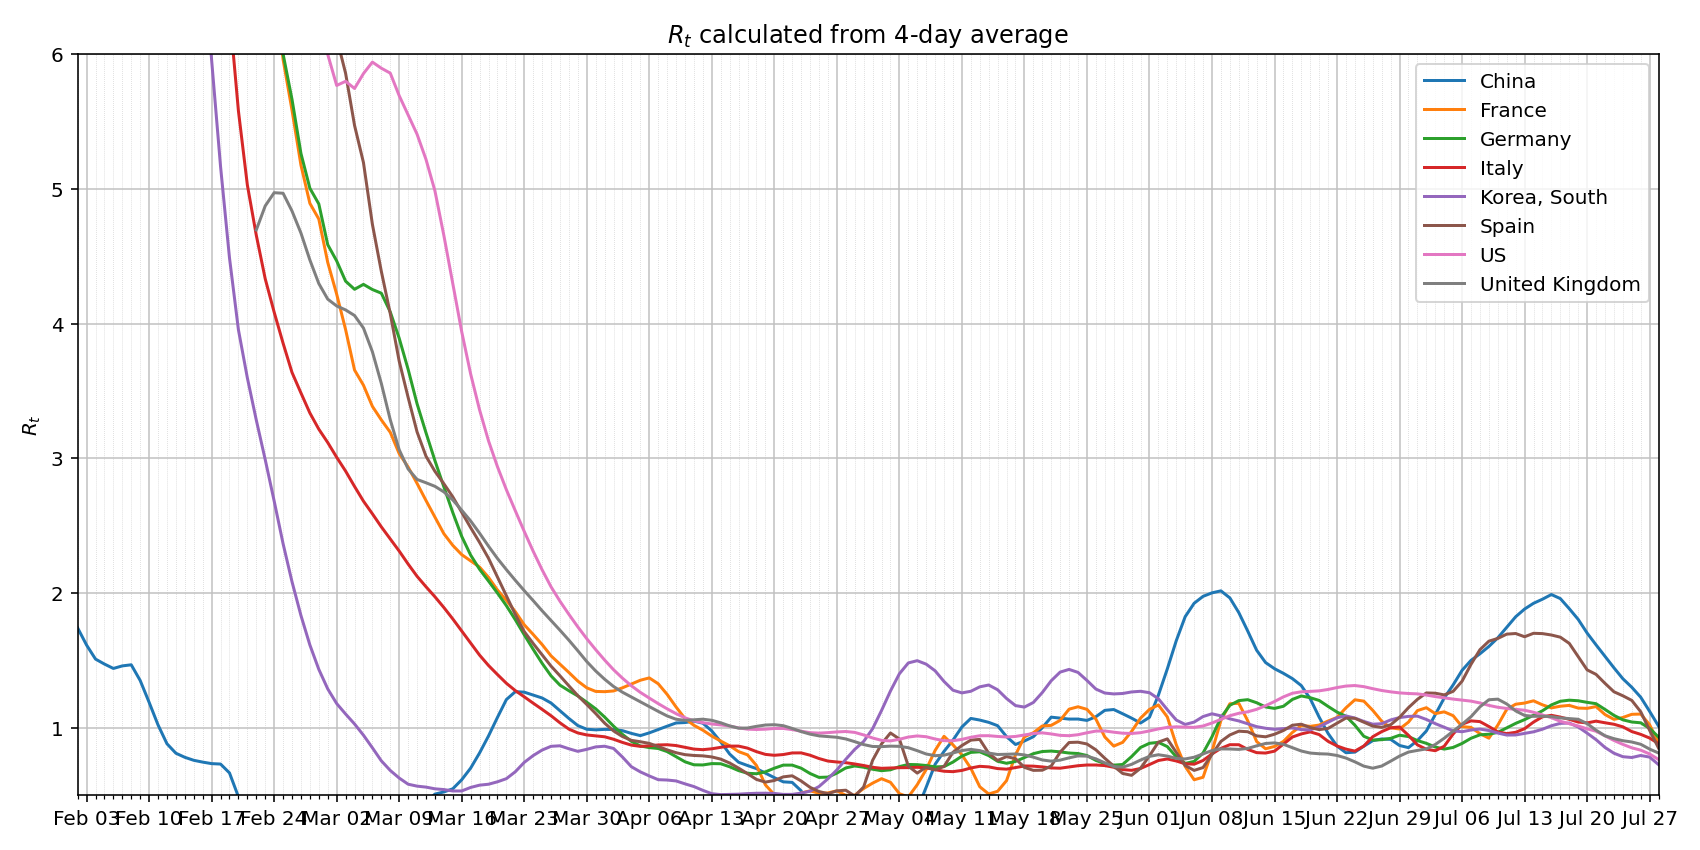 R_t calculated from 4-day average
6
5
4
3
2
1
R_t
China
France
Germany
Italy
Korea, South
Spain
US
United Kingdom
Feb 03 Feb 10 Feb 17 Feb 24 Mar 02 Mar 09 Mar 16 Mar 23 Mar 30 Apr 06 Apr 13 Apr 20 Apr 27 May 04 May 11 May 18 May 25 Jun 01 Jun 08 Jun 15 Jun 22 Jun 29 Jul 06 Jul 13 Jul 20 Jul 27